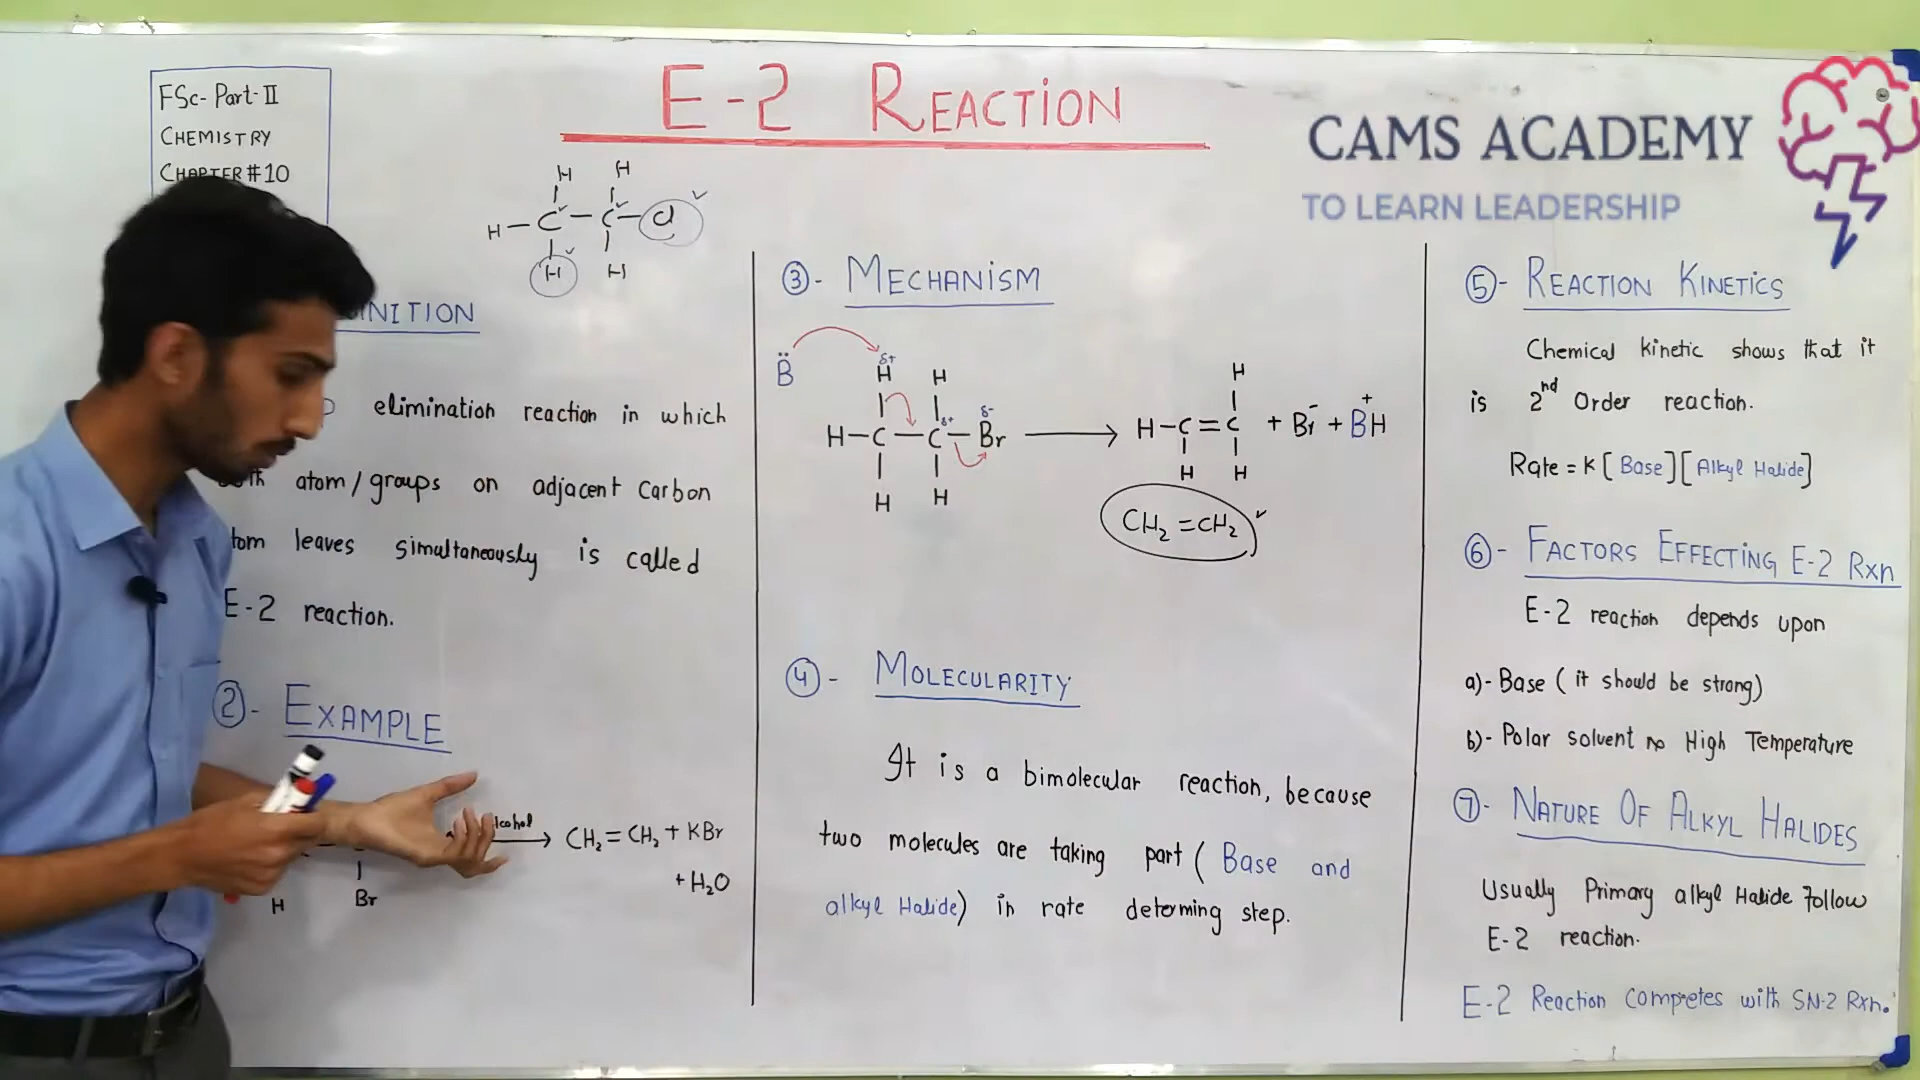 E-2 REACTION
FSc- Part-II
CHEMISTRY
CHAPTER #10
CAMS ACADEMY
TO LEARN LEADERSHIP
H H
H-C-C-Cl
H H
NITION
elimination reaction in which
atom/groups on adjacent Carbon
tom leaves simultaneously is called
E-2 reaction.
②- EXAMPLE
lcohol
CH₂=CH₂ + KBr
+H₂O
H Br
③- MECHANISM
B̈
δ+
H H
δ+ δ-
H-C-C-Br → H-C=C + Br⁻ + B⁺H
H H
H
H H
CH₂=CH₂
④- MOLECULARITY
It is a bimolecular reaction, because
two molecules are taking part ( Base and
alkyl Halide) in rate determing step.
⑤- REACTION KINETICS
Chemical kinetic shows that it
is 2nd Order reaction.
Rate = K [ Base ] [ Alkyl Halide ]
⑥- FACTORS EFFECTING E-2 Rxn
E-2 reaction depends upon
a)- Base ( it should be strong)
b)- Polar solvent High Temperature
⑦- NATURE OF ALKYL HALIDES
Usually Primary alkyl Halide Follow
E-2 reaction.
E-2 Reaction competes with SN-2 Rxn.